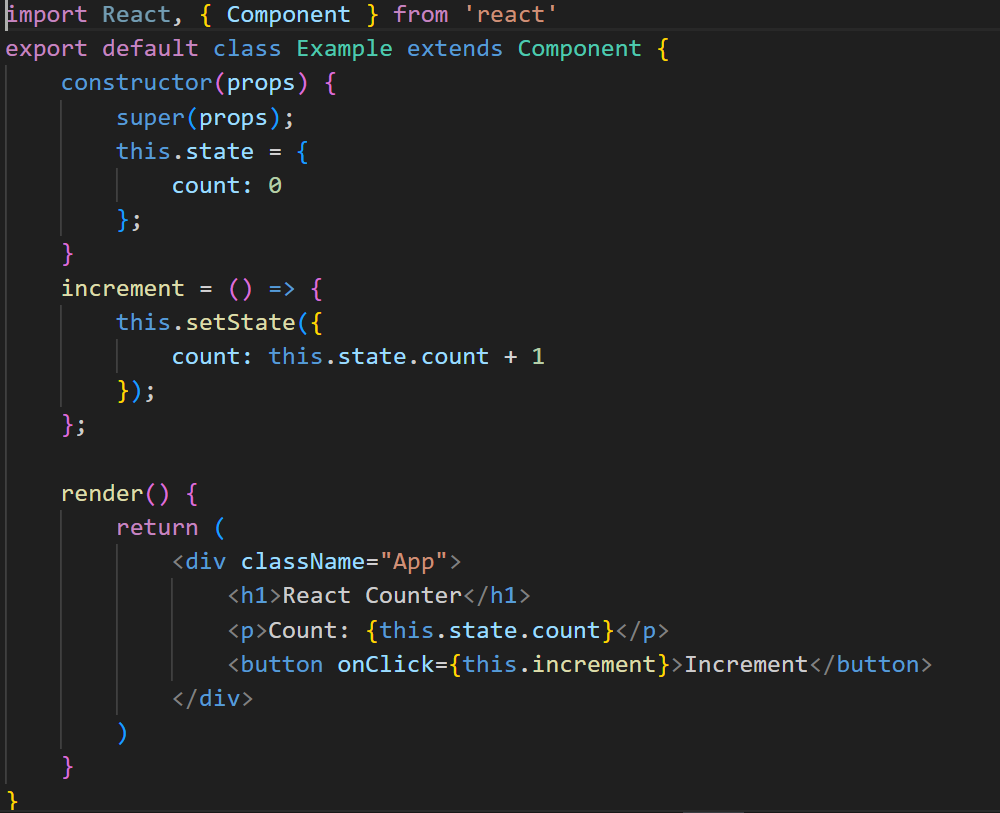 import React, { Component } from 'react'
export default class Example extends Component {
    constructor(props) {
        super(props);
        this.state = {
            count: 0
        };
    }
    increment = () => {
        this.setState({
            count: this.state.count + 1
        });
    };

    render() {
        return (
            <div className="App">
                <h1>React Counter</h1>
                <p>Count: {this.state.count}</p>
                <button onClick={this.increment}>Increment</button>
            </div>
        )
    }
}